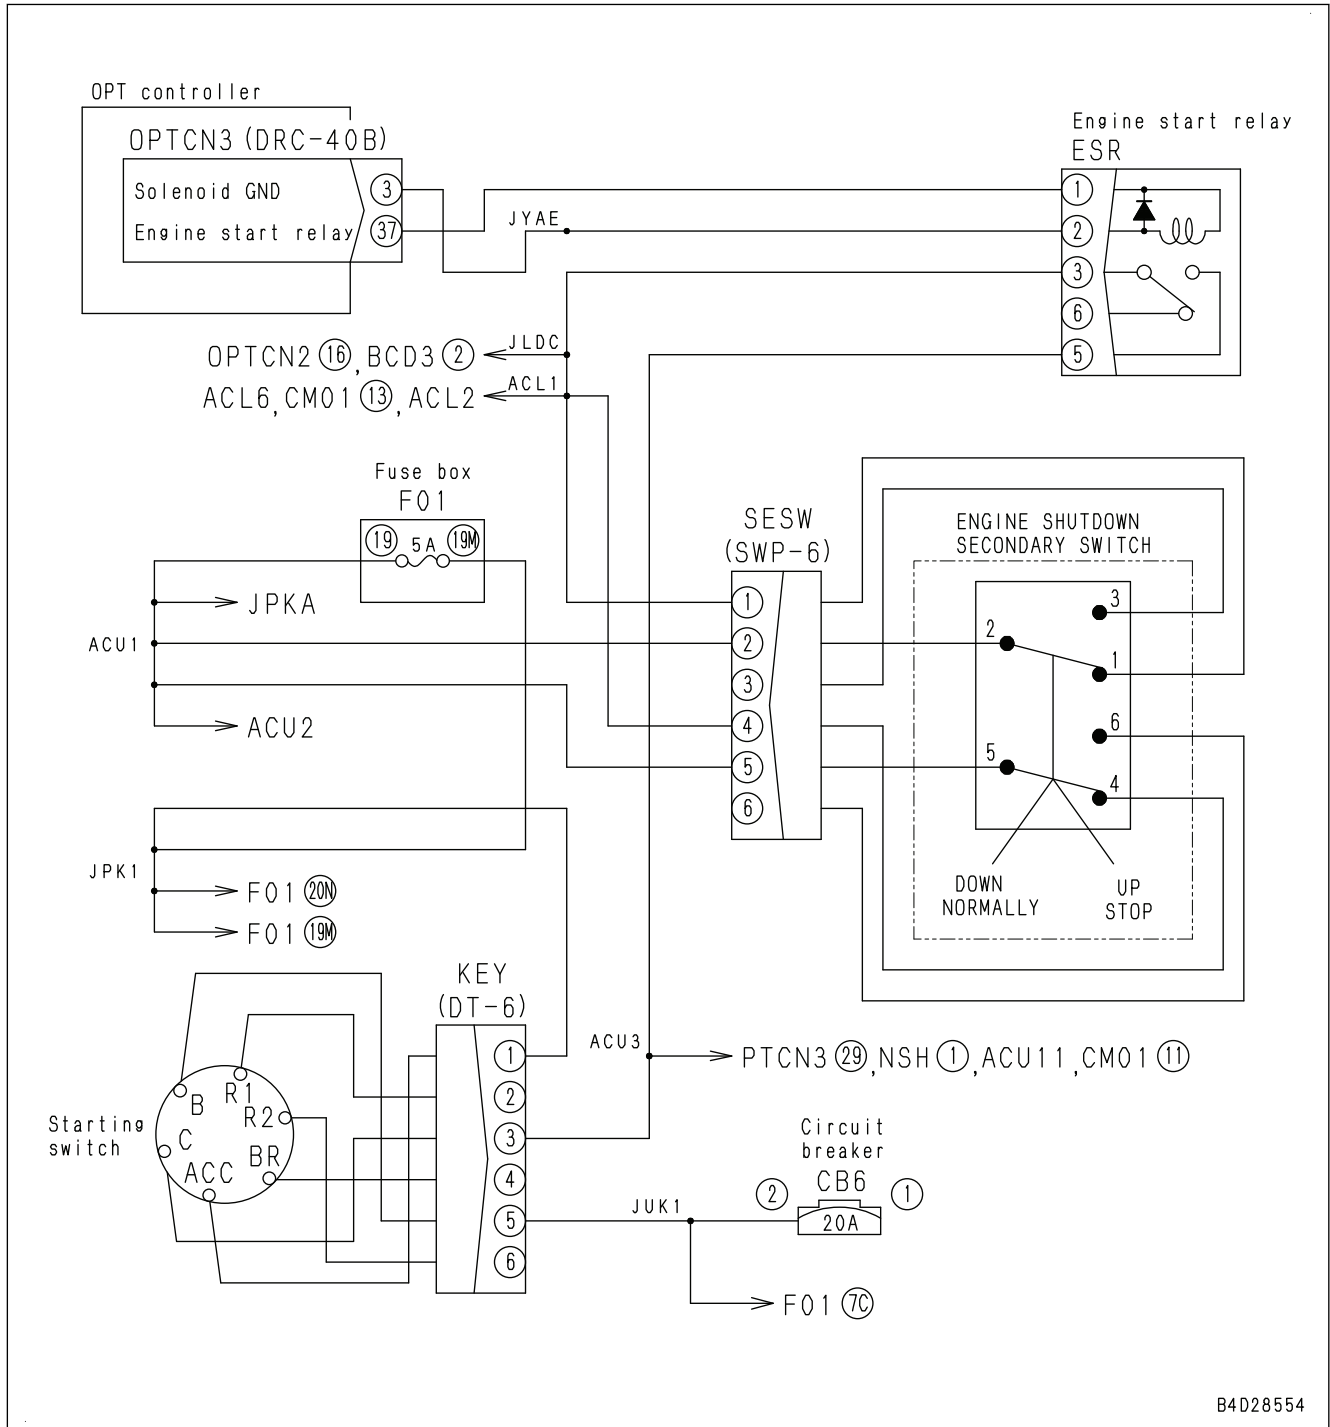 OPT controller
OPTCN3 (DRC-40B)
Solenoid GND 3
Engine start relay 37
JYAE
Engine start relay
ESR
1
2
3
6
5
OPTCN2 16, BCD3 2 JLDC
ACL6, CM01 13, ACL2 ACL1
Fuse box
F01
19 5A 19M
JPKA
ACU1
ACU2
SESW
(SWP-6)
1
2
3
4
5
6
ENGINE SHUTDOWN
SECONDARY SWITCH
3
2
1
6
5
4
DOWN
NORMALLY
UP
STOP
JPK1
F01 20N
F01 19M
KEY
(DT-6)
1
2
3
4
5
6
Starting
switch
B
R1
R2
C
BR
ACC
ACU3
PTCN3 29, NSH 1, ACU11, CM01 11
Circuit
breaker
CB6
2 1
20A
JUK1
F01 7C
B4D28554